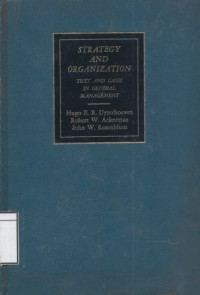 STRATEGY
AND
ORGANIZATION
TEXT AND CASES
IN GENERAL
MANAGEMENT
Hugo E. R. Uyterhoeven
Robert W. Ackerman
John W. Rosenblum